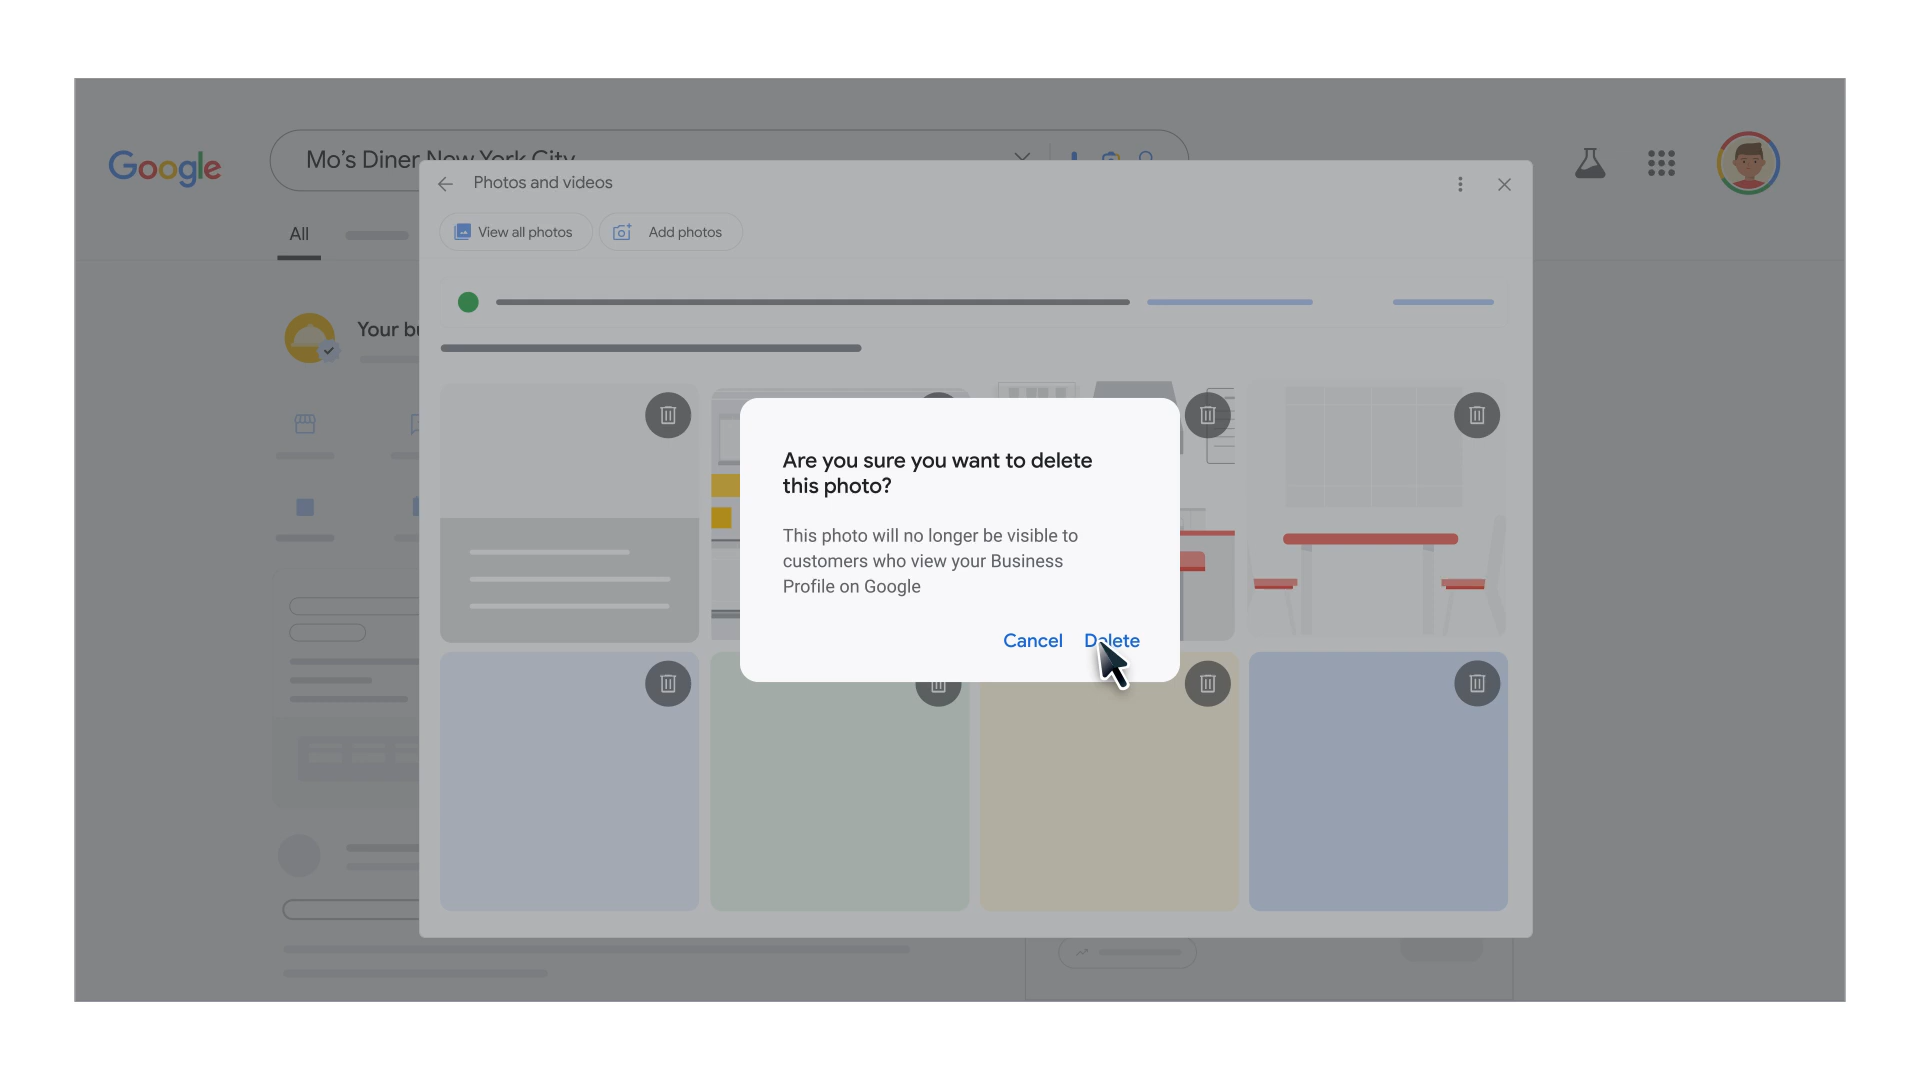 Google
Mo's Diner New York City
Photos and videos
View all photos
Add photos
All
Your bu
Are you sure you want to delete
this photo?
This photo will no longer be visible to
customers who view your Business
Profile on Google
Cancel
Delete